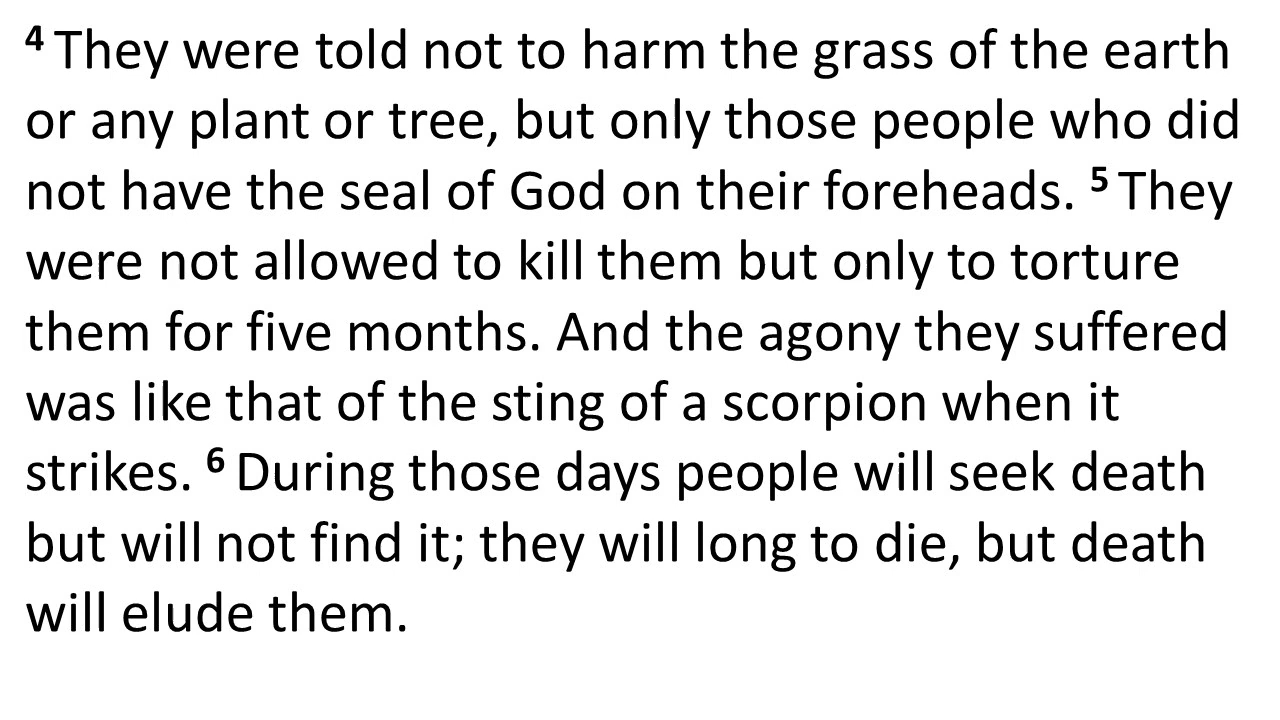 4 They were told not to harm the grass of the earth
or any plant or tree, but only those people who did
not have the seal of God on their foreheads. 5 They
were not allowed to kill them but only to torture
them for five months. And the agony they suffered
was like that of the sting of a scorpion when it
strikes. 6 During those days people will seek death
but will not find it; they will long to die, but death
will elude them.